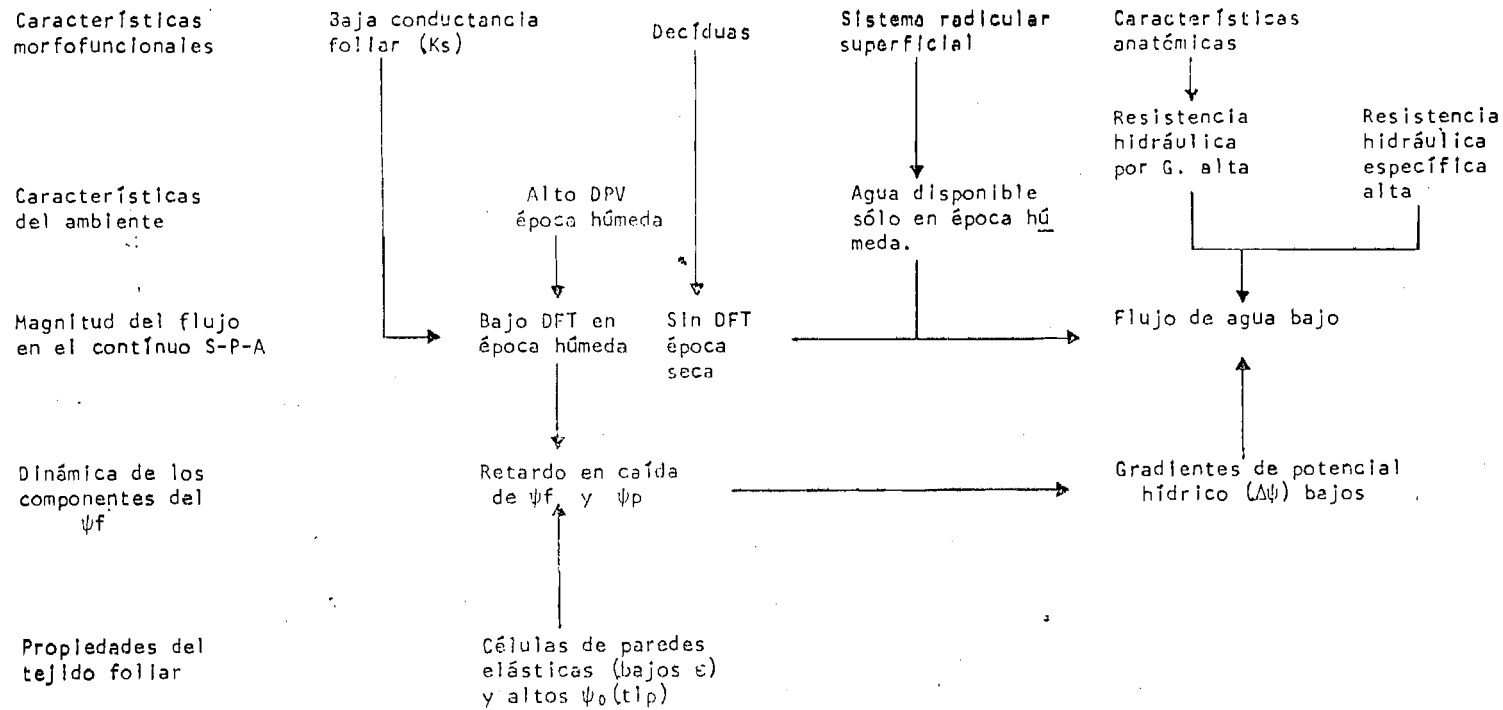 Características
morfofuncionales
Baja conductancia
foliar (Ks)
Decíduas
Sistema radicular
superficial
Características
anatómicas
Resistencia
hidráulica
por G. alta
Resistencia
hidráulica
específica
alta
Características
del ambiente
Alto DPV
época húmeda
Agua disponible
sólo en época hú
meda.
Magnitud del flujo
en el contínuo S-P-A
Bajo DFT en
época húmeda
Sin DFT
época
seca
Flujo de agua bajo
Dinámica de los
componentes del
ψf
Retardo en caída
de ψf y ψp
Gradientes de potencial
hídrico (Δψ) bajos
Propiedades del
tejido foliar
Células de paredes
elásticas (bajos ε)
y altos ψ₀(tlp)